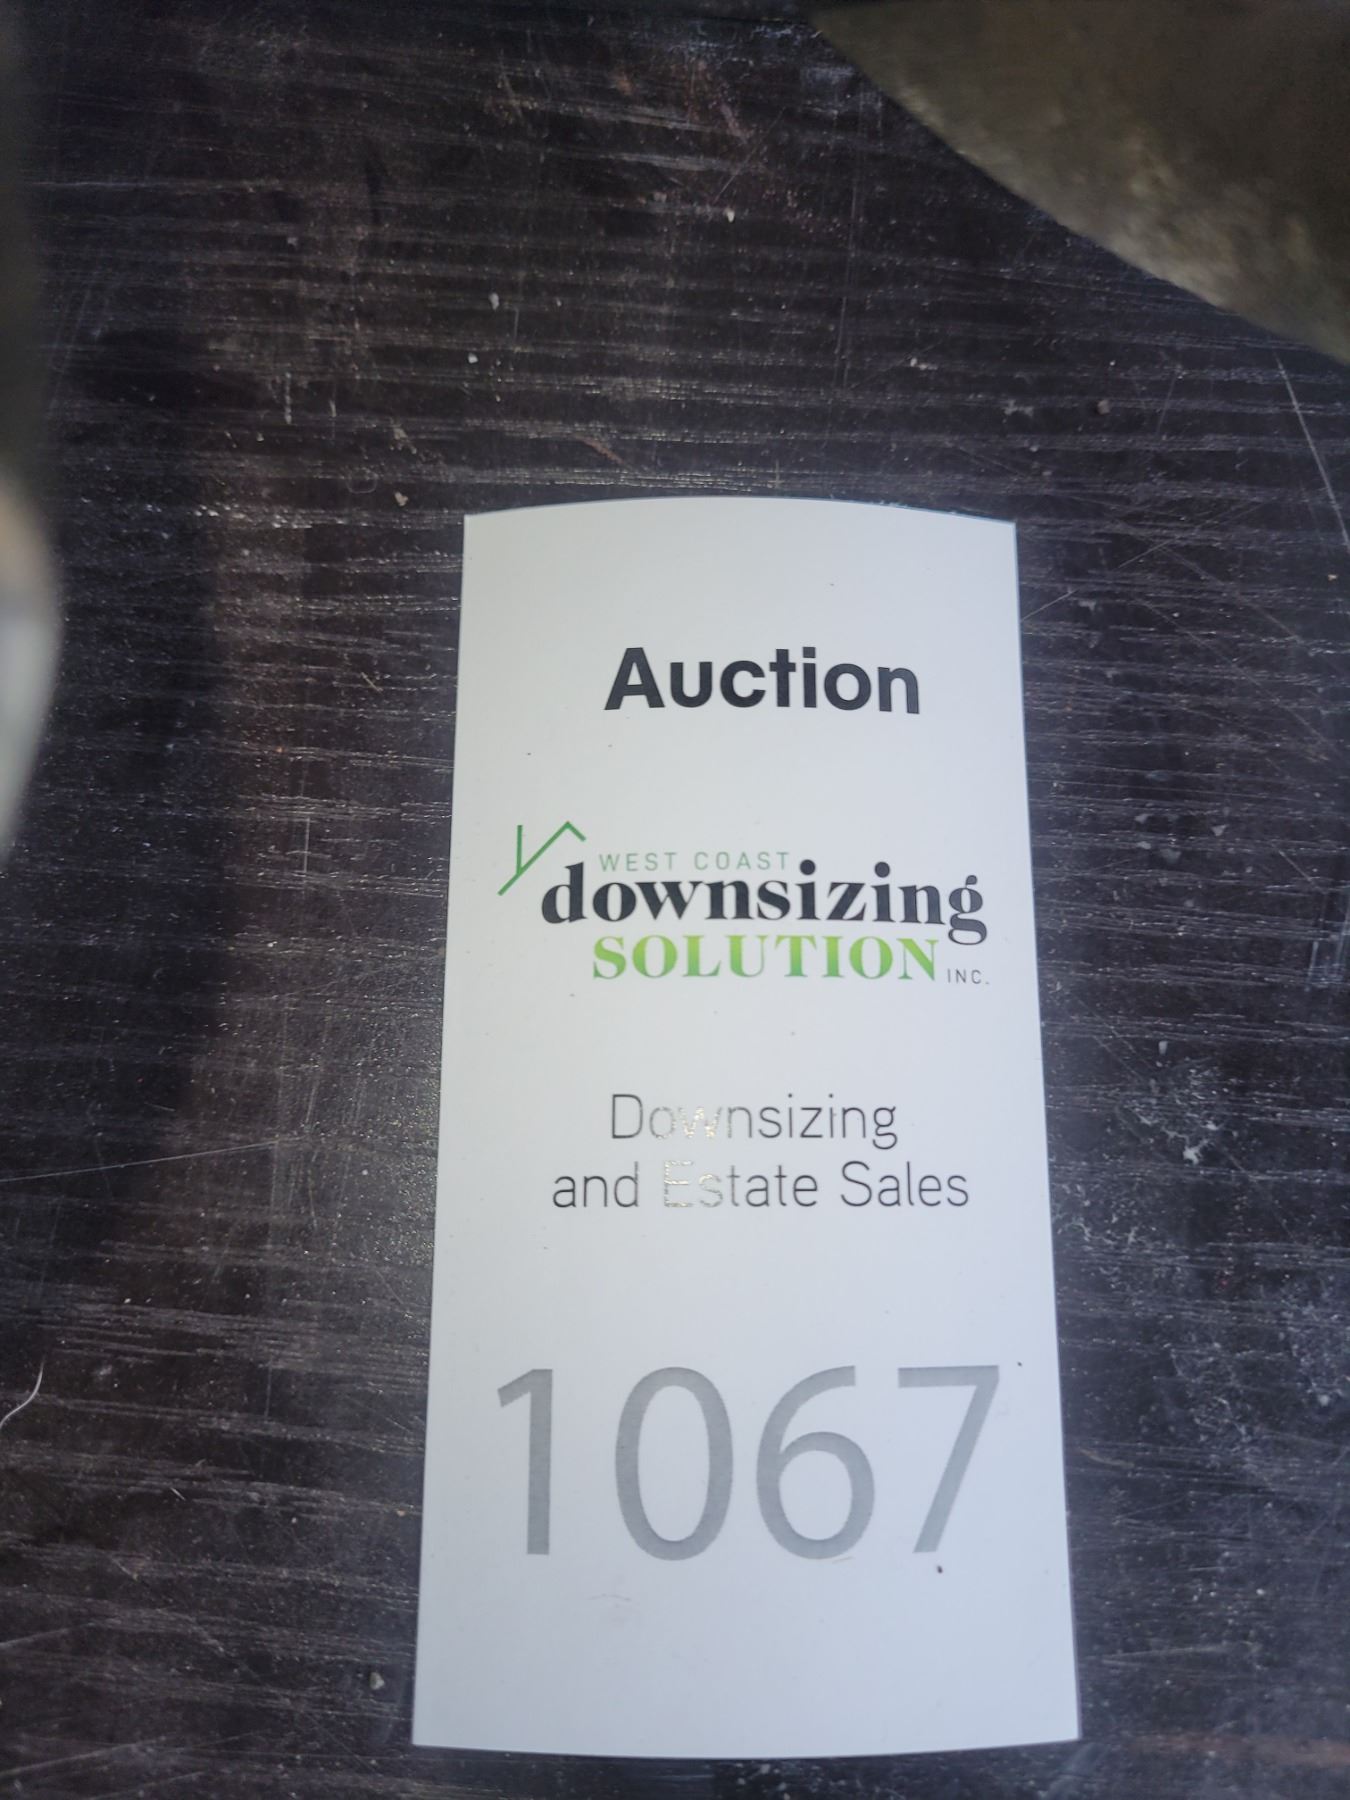 Auction
WEST COAST
downsizing
SOLUTION INC.
Downsizing
and Estate Sales
1067